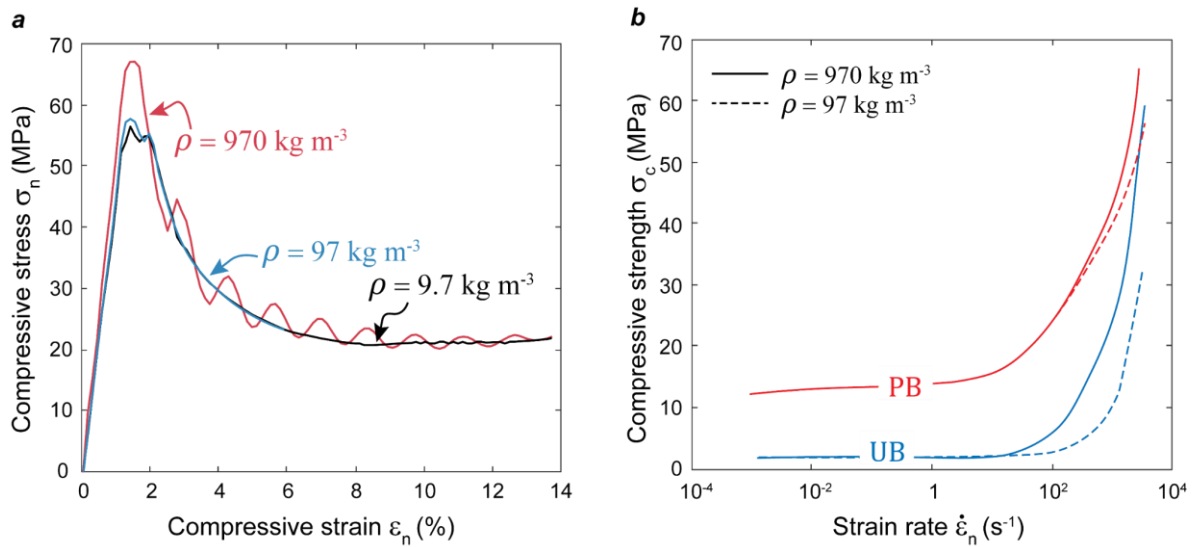 a
70
60
50
40
30
20
10
0
Compressive stress σn (MPa)
ρ = 970 kg m⁻³
ρ = 97 kg m⁻³
ρ = 9.7 kg m⁻³
0 2 4 6 8 10 12 14
Compressive strain εn (%)
b
70
60
50
40
30
20
10
0
Compressive strength σc (MPa)
ρ = 970 kg m⁻³
ρ = 97 kg m⁻³
PB
UB
10⁻⁴ 10⁻² 1 10² 10⁴
Strain rate ε̇n (s⁻¹)